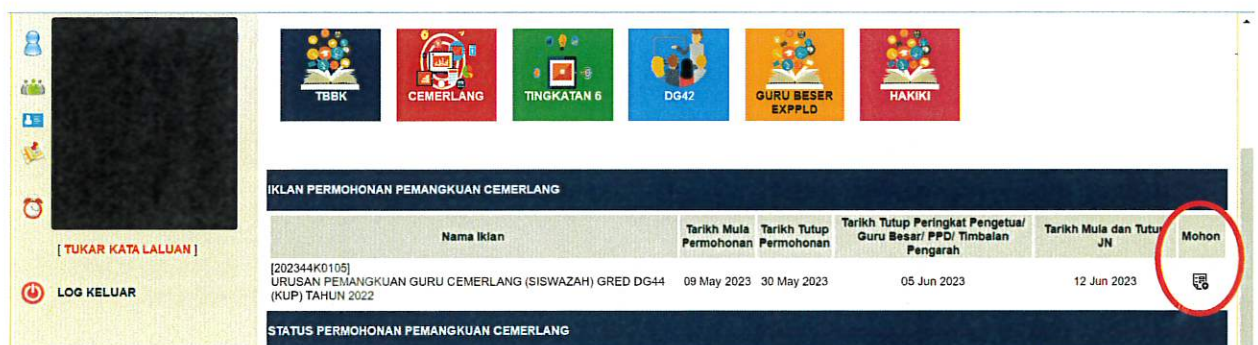 TBBK
CEMERLANG
TINGKATAN 6
DG42
GURU BESER
EXPPLD
HAKIKI
[ TUKAR KATA LALUAN ]
LOG KELUAR
IKLAN PERMOHONAN PEMANGKUAN CEMERLANG
Nama Iklan
Tarikh Mula
Permohonan
Tarikh Tutup
Permohonan
Tarikh Tutup Peringkat Pengetua/
Guru Besar/ PPD/ Timbalan
Pengarah
Tarikh Mula dan Tutup
JN
Mohon
[202344K0105]
URUSAN PEMANGKUAN GURU CEMERLANG (SISWAZAH) GRED DG44
(KUP) TAHUN 2022
09 May 2023
30 May 2023
05 Jun 2023
12 Jun 2023
STATUS PERMOHONAN PEMANGKUAN CEMERLANG